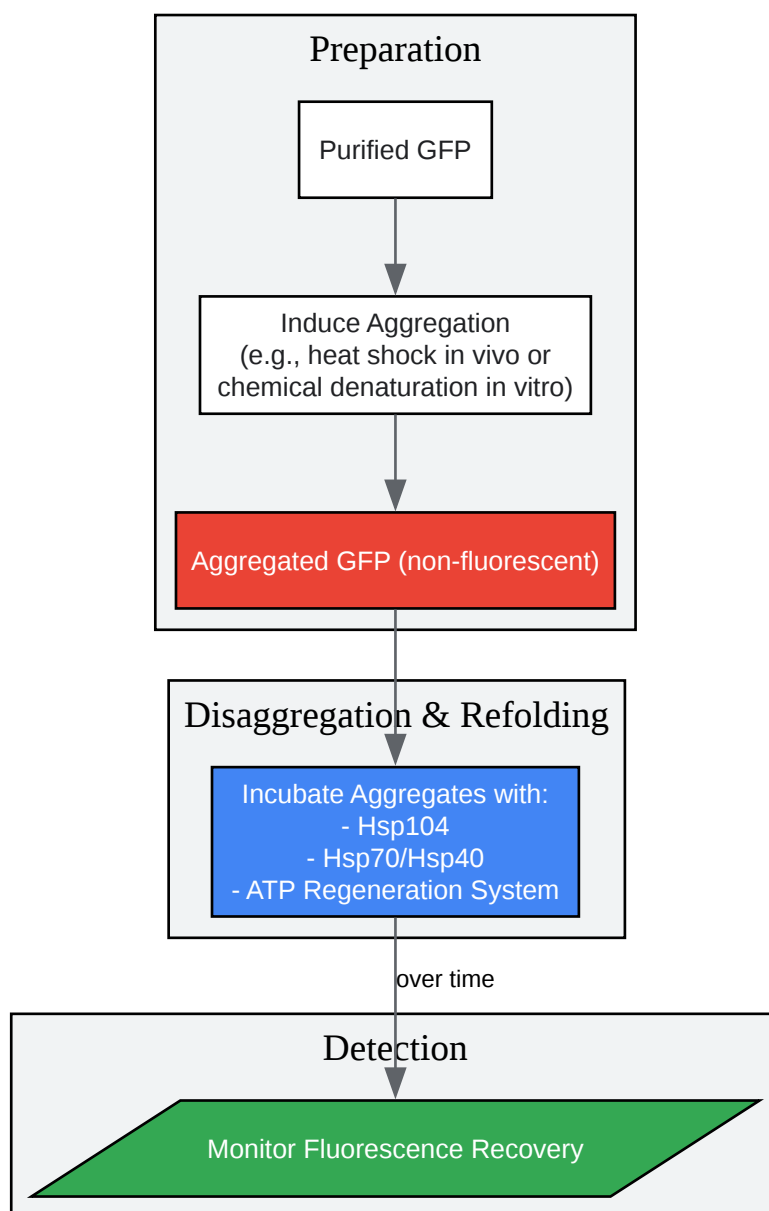 Preparation
Purified GFP
Induce Aggregation
(e.g., heat shock in vivo or
chemical denaturation in vitro)
Aggregated GFP (non-fluorescent)
Disaggregation & Refolding
Incubate Aggregates with:
- Hsp104
- Hsp70/Hsp40
- ATP Regeneration System
over time
Detection
Monitor Fluorescence Recovery